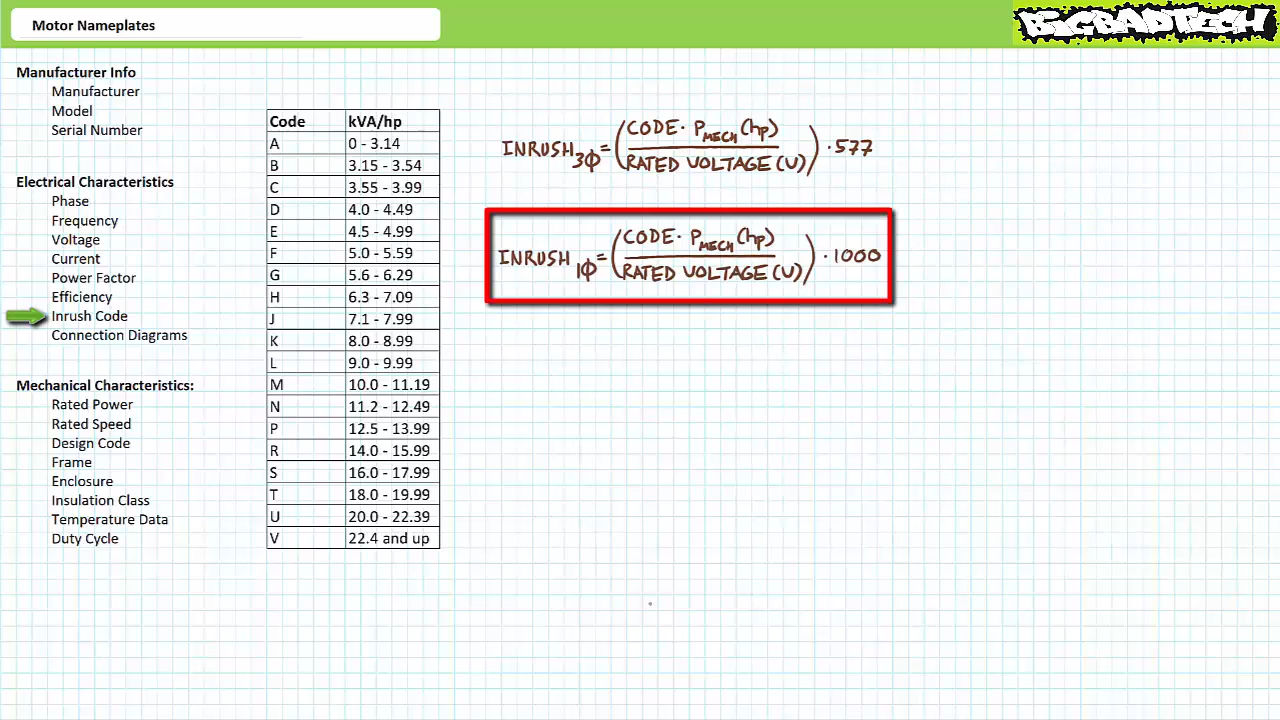 Motor Nameplates
BIGBADTECH
Manufacturer Info
Manufacturer
Model
Serial Number
Electrical Characteristics
Phase
Frequency
Voltage
Current
Power Factor
Efficiency
Inrush Code
Connection Diagrams
Mechanical Characteristics:
Rated Power
Rated Speed
Design Code
Frame
Enclosure
Insulation Class
Temperature Data
Duty Cycle
Code kVA/hp
A 0 - 3.14
B 3.15 - 3.54
C 3.55 - 3.99
D 4.0 - 4.49
E 4.5 - 4.99
F 5.0 - 5.59
G 5.6 - 6.29
H 6.3 - 7.09
J 7.1 - 7.99
K 8.0 - 8.99
L 9.0 - 9.99
M 10.0 - 11.19
N 11.2 - 12.49
P 12.5 - 13.99
R 14.0 - 15.99
S 16.0 - 17.99
T 18.0 - 19.99
U 20.0 - 22.39
V 22.4 and up
INRUSH 3Φ = (CODE · P MECH (hp) / RATED VOLTAGE (V)) · 577
INRUSH 1Φ = (CODE · P MECH (hp) / RATED VOLTAGE (V)) · 1000